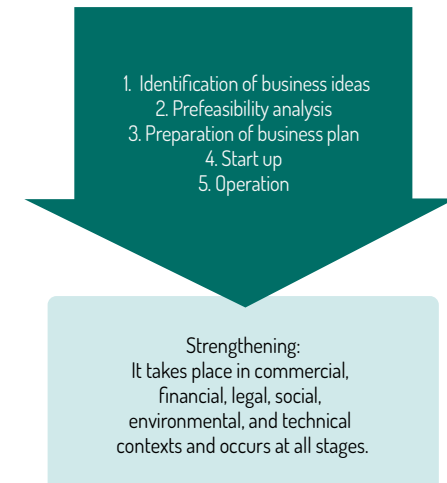 1. Identification of business ideas
2. Prefeasibility analysis
3. Preparation of business plan
4. Start up
5. Operation
Strengthening:
It takes place in commercial,
financial, legal, social,
environmental, and technical
contexts and occurs at all stages.